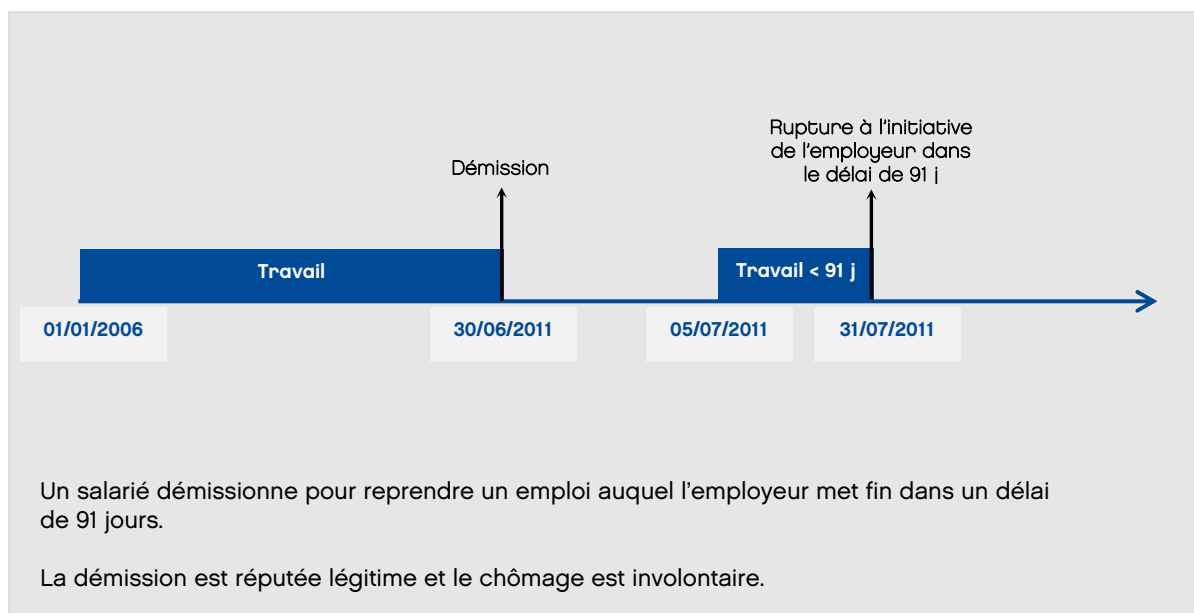 Rupture à l'initiative
de l'employeur dans
le délai de 91 j
Démission
Travail
Travail < 91 j
01/01/2006
30/06/2011
05/07/2011
31/07/2011
Un salarié démissionne pour reprendre un emploi auquel l'employeur met fin dans un délai
de 91 jours.
La démission est réputée légitime et le chômage est involontaire.